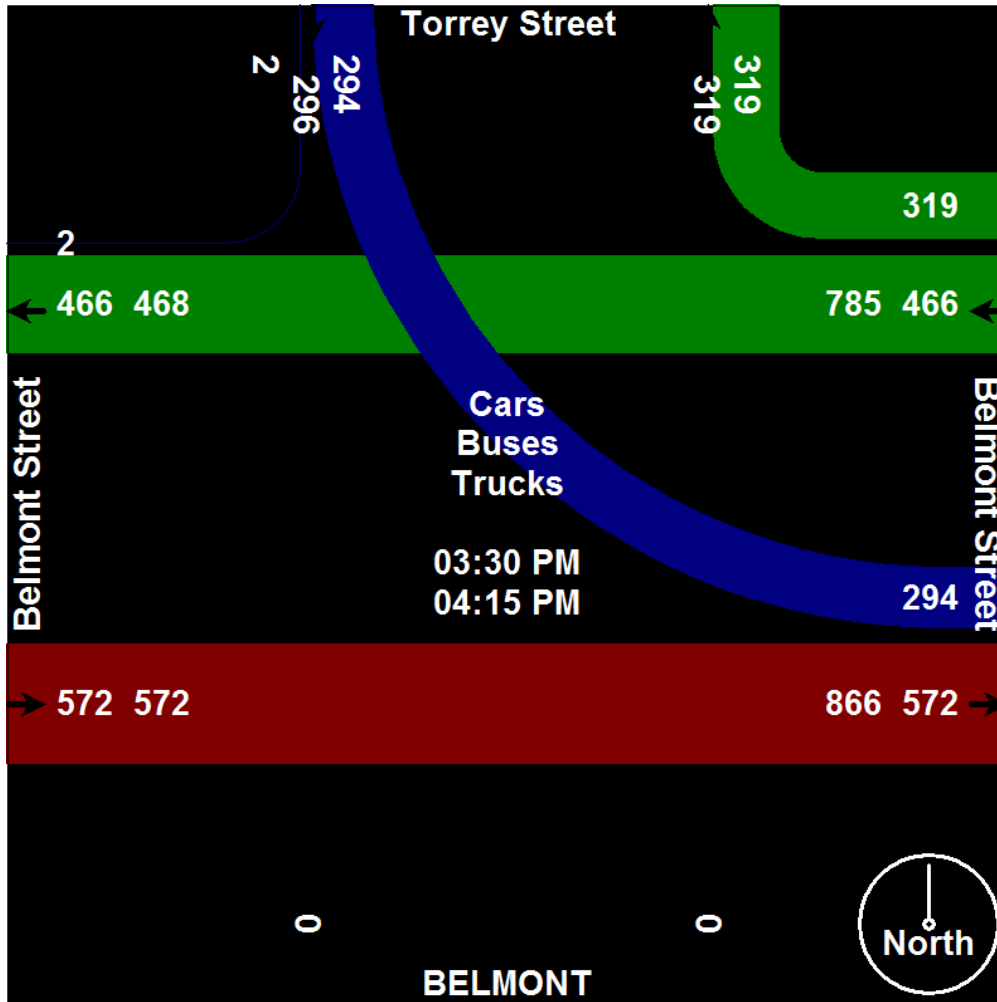 Torrey Street
2
296
294
319
319
319
2
466 468
785 466
Belmont Street
Cars
Buses
Trucks
Belmont Street
03:30 PM
04:15 PM
294
572 572
866 572
0
0
North
BELMONT